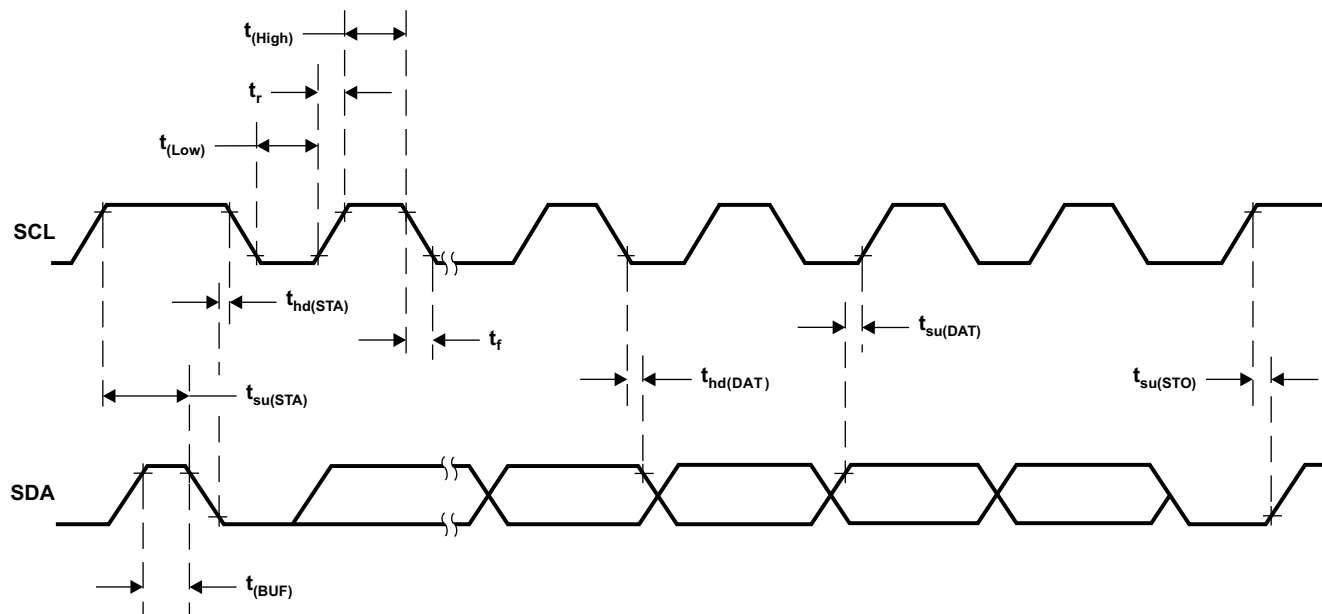 t(High)
tr
t(Low)
SCL
thd(STA)
tf
tsu(DAT)
thd(DAT)
tsu(STO)
tsu(STA)
SDA
t(BUF)